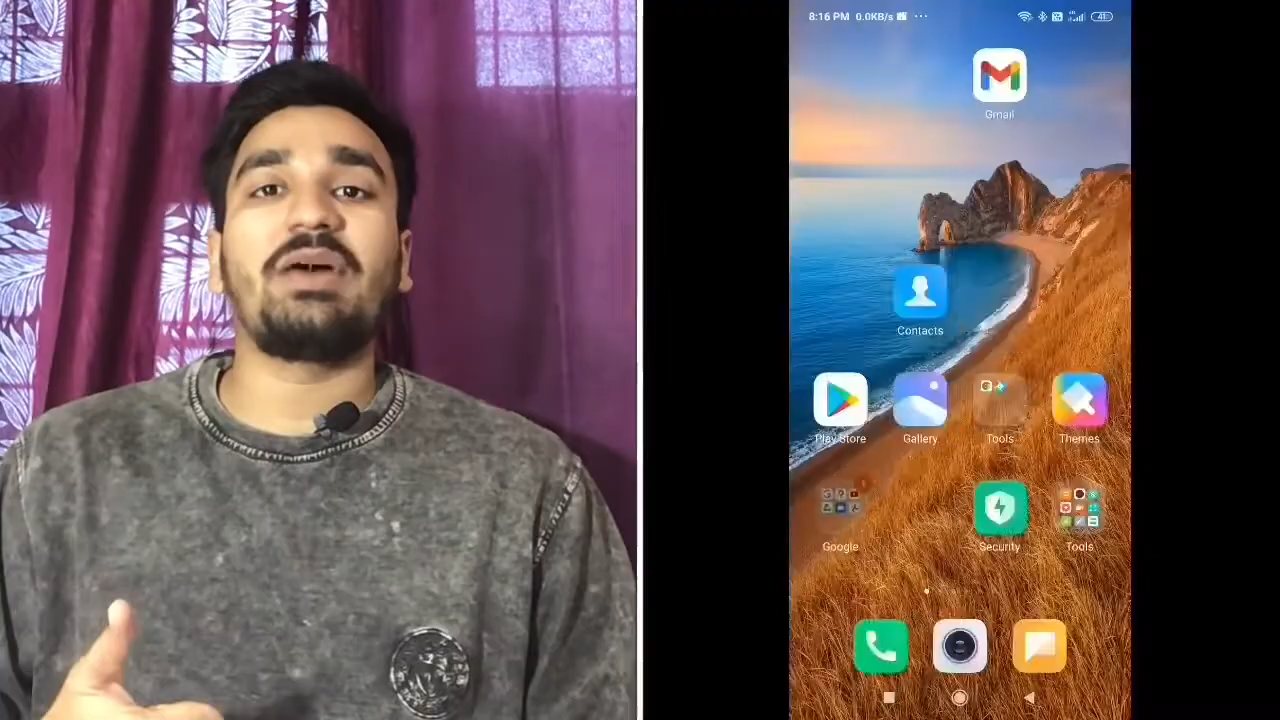 8:16 PM 0.0KB/s
Gmail
Contacts
Play Store
Gallery
Tools
Themes
Google
Security
Tools